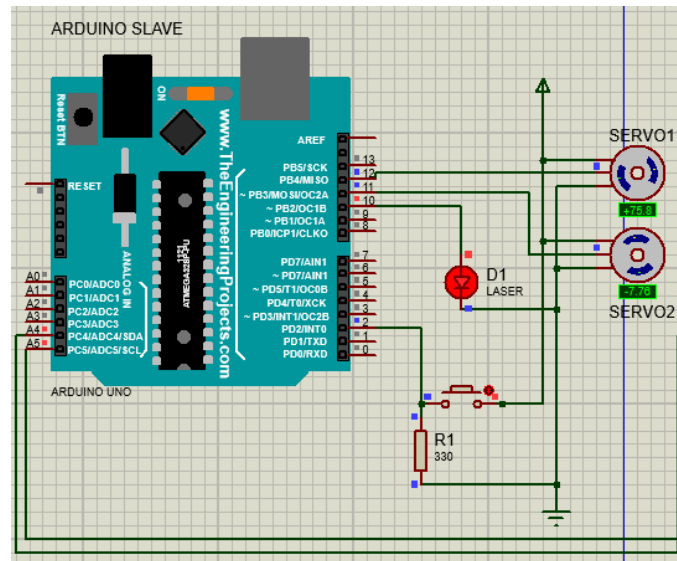 ARDUINO SLAVE
Reset BTN
ON
www.TheEngineeringProjects.com
ATMEGA328P-PU
1121
ANALOG IN
RESET
A0
A1
A2
A3
A4
A5
PC0/ADC0
PC1/ADC1
PC2/ADC2
PC3/ADC3
PC4/ADC4/SDA
PC5/ADC5/SCL
AREF
PB5/SCK 13
PB4/MISO 12
~ PB3/MOSI/OC2A 11
~ PB2/OC1B 10
~ PB1/OC1A 9
PB0/ICP1/CLKO 8
PD7/AIN1 7
~ PD7/AIN1 6
~ PD5/T1/OC0B 5
PD4/T0/XCK 4
~ PD3/INT1/OC2B 3
PD2/INT0 2
PD1/TXD 1
PD0/RXD 0
ARDUINO UNO
SERVO1
+75.8
-7.76
SERVO2
D1
LASER
R1
330